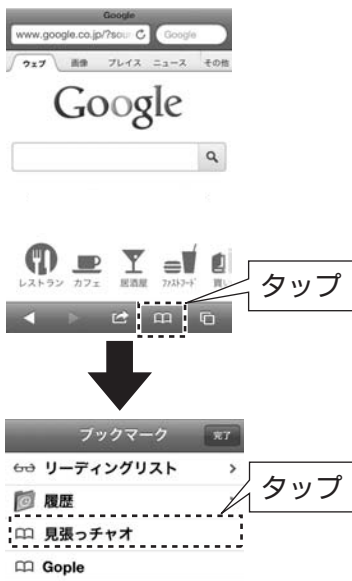 Google
www.google.co.jp/?sour
Google
ウェブ 画像 プレイス ニュース その他
Google
レストラン カフェ 居酒屋 ファストフード 買い
タップ
ブックマーク 完了
リーディングリスト
履歴
タップ
見張っチャオ
Gople